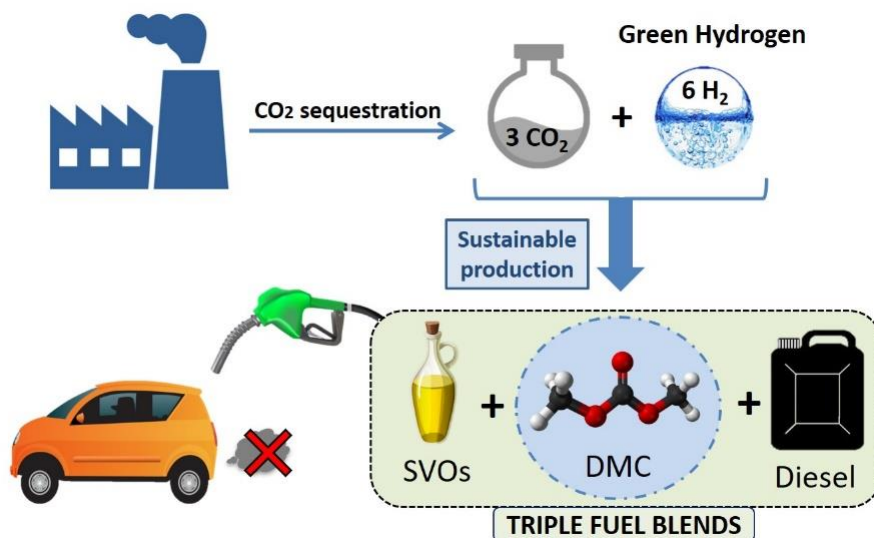 Green Hydrogen
CO₂ sequestration
3 CO₂
+
6 H₂
Sustainable
production
SVOs
+
DMC
+
Diesel
TRIPLE FUEL BLENDS